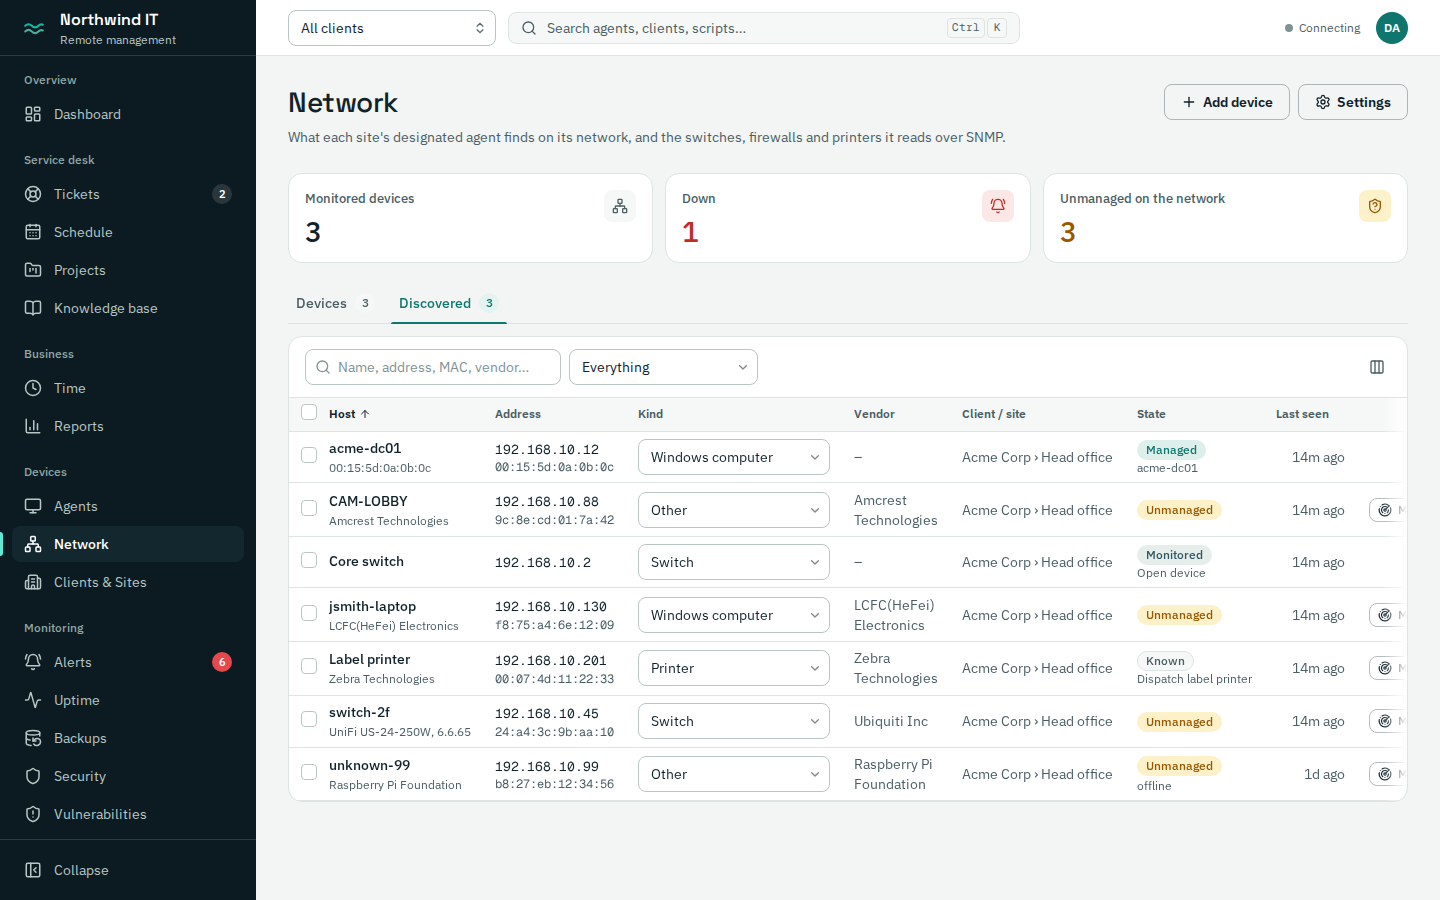 Northwind IT
Remote management
Overview
Dashboard
Service desk
Tickets 2
Schedule
Projects
Knowledge base
Business
Time
Reports
Devices
Agents
Network
Clients & Sites
Monitoring
Alerts 6
Uptime
Backups
Security
Vulnerabilities
Collapse
All clients
Search agents, clients, scripts... Ctrl K
Connecting DA
Network
Add device
Settings
What each site's designated agent finds on its network, and the switches, firewalls and printers it reads over SNMP.
Monitored devices
3
Down
1
Unmanaged on the network
3
Devices 3
Discovered 3
Name, address, MAC, vendor...
Everything
Host Address Kind Vendor Client / site State Last seen
acme-dc01 192.168.10.12 Windows computer – Acme Corp › Head office Managed 14m ago
00:15:5d:0a:0b:0c 00:15:5d:0a:0b:0c acme-dc01
CAM-LOBBY 192.168.10.88 Other Amcrest Technologies Acme Corp › Head office Unmanaged 14m ago
Amcrest Technologies 9c:8e:cd:01:7a:42
Core switch 192.168.10.2 Switch – Acme Corp › Head office Monitored 14m ago
Open device
jsmith-laptop 192.168.10.130 Windows computer LCFC(HeFei) Electronics Acme Corp › Head office Unmanaged 14m ago
LCFC(HeFei) Electronics f8:75:a4:6e:12:09
Label printer 192.168.10.201 Printer Zebra Technologies Acme Corp › Head office Known 14m ago
Zebra Technologies 00:07:4d:11:22:33 Dispatch label printer
switch-2f 192.168.10.45 Switch Ubiquiti Inc Acme Corp › Head office Unmanaged 14m ago
UniFi US-24-250W, 6.6.65 24:a4:3c:9b:aa:10
unknown-99 192.168.10.99 Other Raspberry Pi Foundation Acme Corp › Head office Unmanaged 1d ago
Raspberry Pi Foundation b8:27:eb:12:34:56 offline